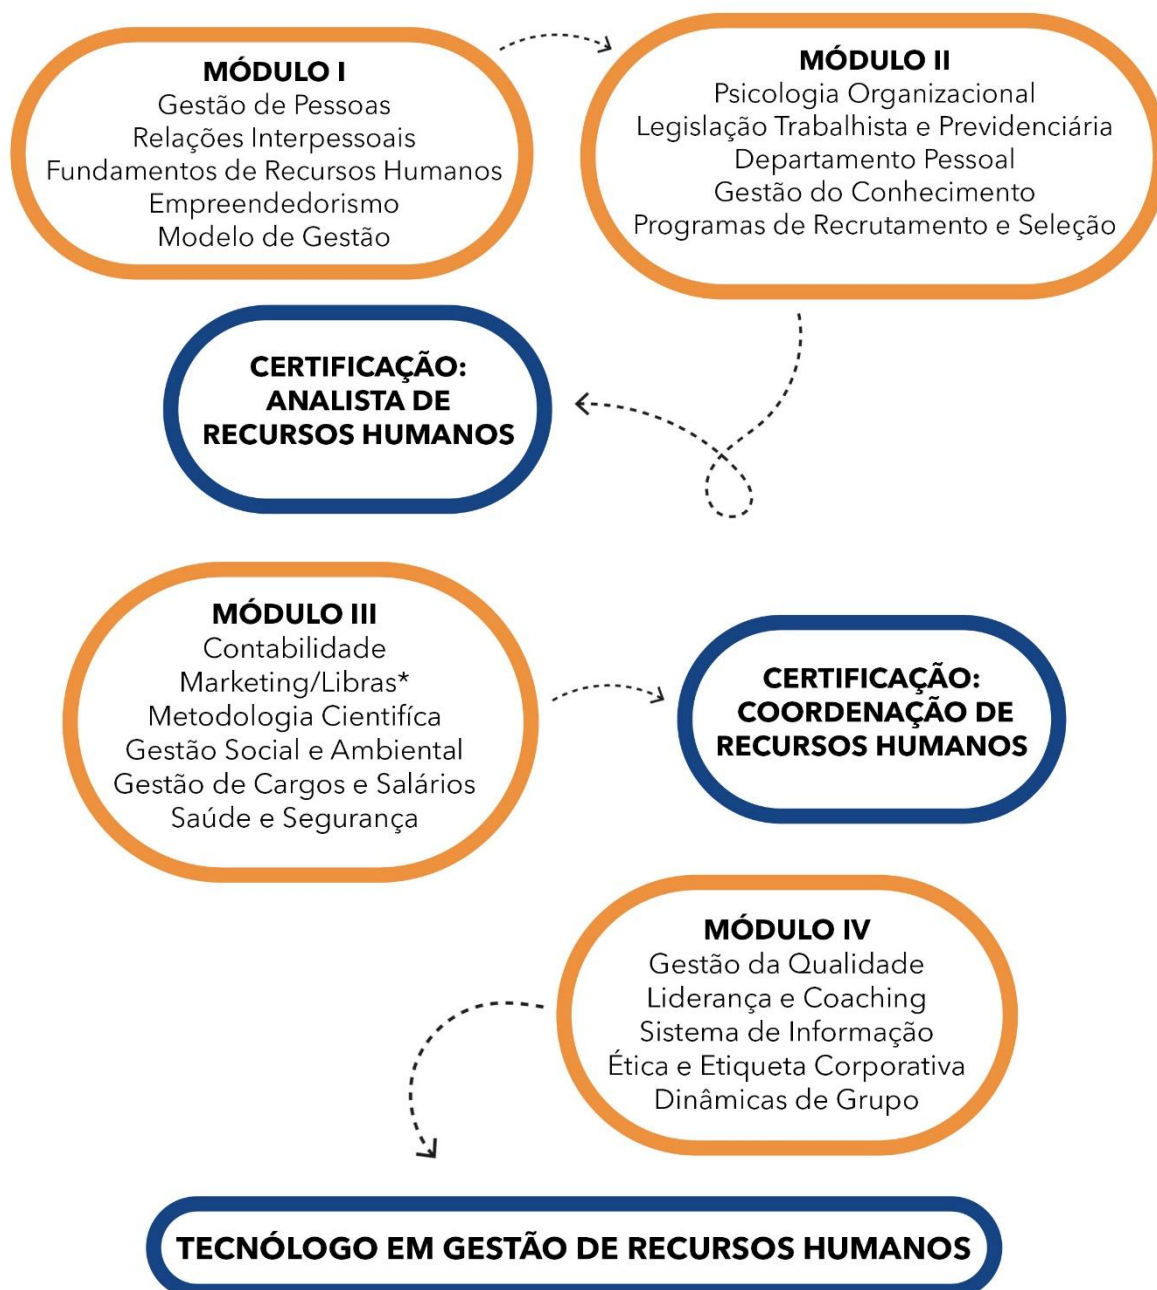 MÓDULO I
Gestão de Pessoas
Relações Interpessoais
Fundamentos de Recursos Humanos
Empreendedorismo
Modelo de Gestão
MÓDULO II
Psicologia Organizacional
Legislação Trabalhista e Previdenciária
Departamento Pessoal
Gestão do Conhecimento
Programas de Recrutamento e Seleção
CERTIFICAÇÃO:
ANALISTA DE
RECURSOS HUMANOS
MÓDULO III
Contabilidade
Marketing/Libras*
Metodologia Cientifíca
Gestão Social e Ambiental
Gestão de Cargos e Salários
Saúde e Segurança
CERTIFICAÇÃO:
COORDENAÇÃO DE
RECURSOS HUMANOS
MÓDULO IV
Gestão da Qualidade
Liderança e Coaching
Sistema de Informação
Ética e Etiqueta Corporativa
Dinâmicas de Grupo
TECNÓLOGO EM GESTÃO DE RECURSOS HUMANOS